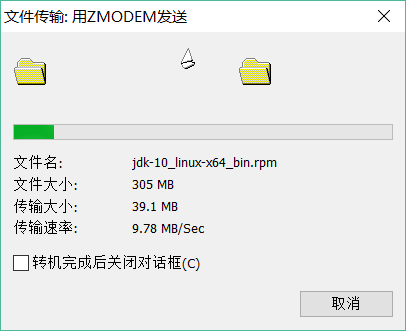 文件传输: 用ZMODEM发送
文件名: jdk-10_linux-x64_bin.rpm
文件大小: 305 MB
传输大小: 39.1 MB
传输速率: 9.78 MB/Sec
转机完成后关闭对话框(C)
取消